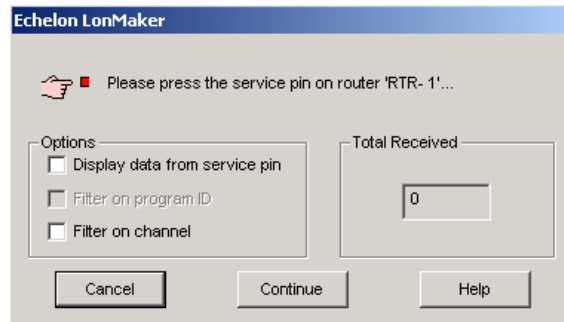 Echelon LonMaker
Please press the service pin on router 'RTR- 1'...
Options
Display data from service pin
Filter on program ID
Filter on channel
Total Received
0
Cancel
Continue
Help